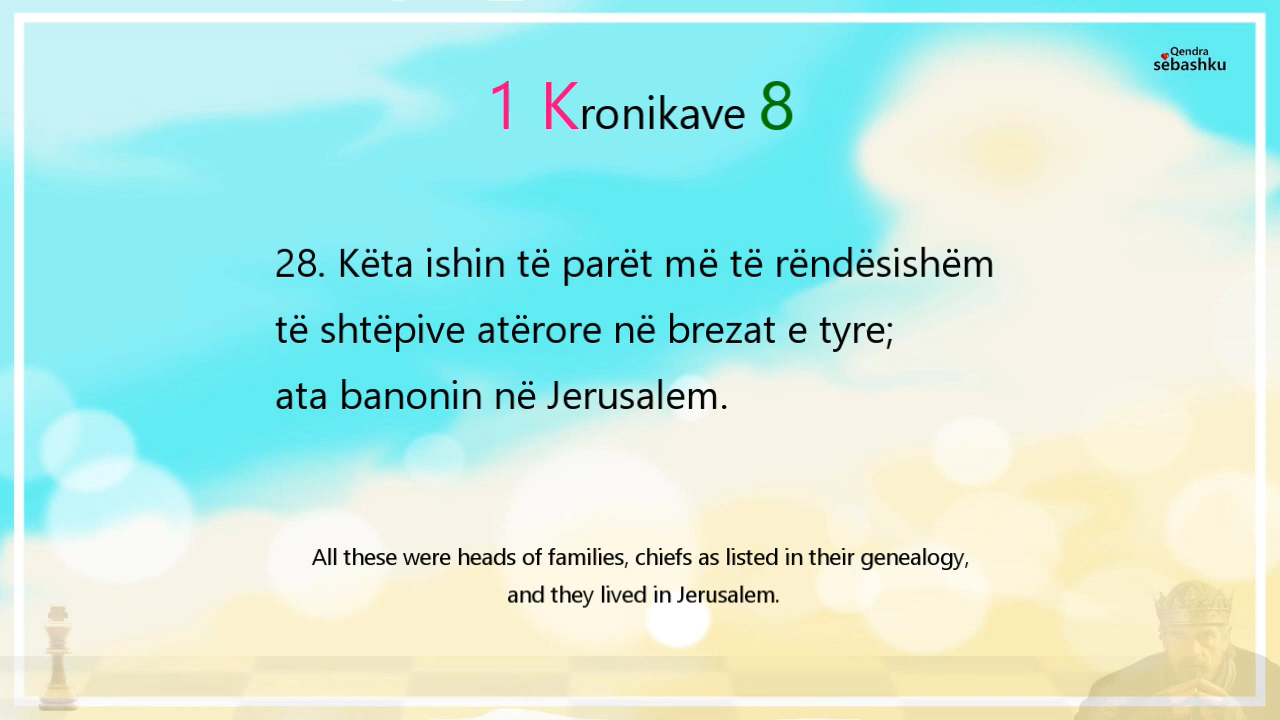 Qendra
sëbashku
1 Kronikave 8
28. Këta ishin të parët më të rëndësishëm
të shtëpive atërore në brezat e tyre;
ata banonin në Jerusalem.
All these were heads of families, chiefs as listed in their genealogy,
and they lived in Jerusalem.